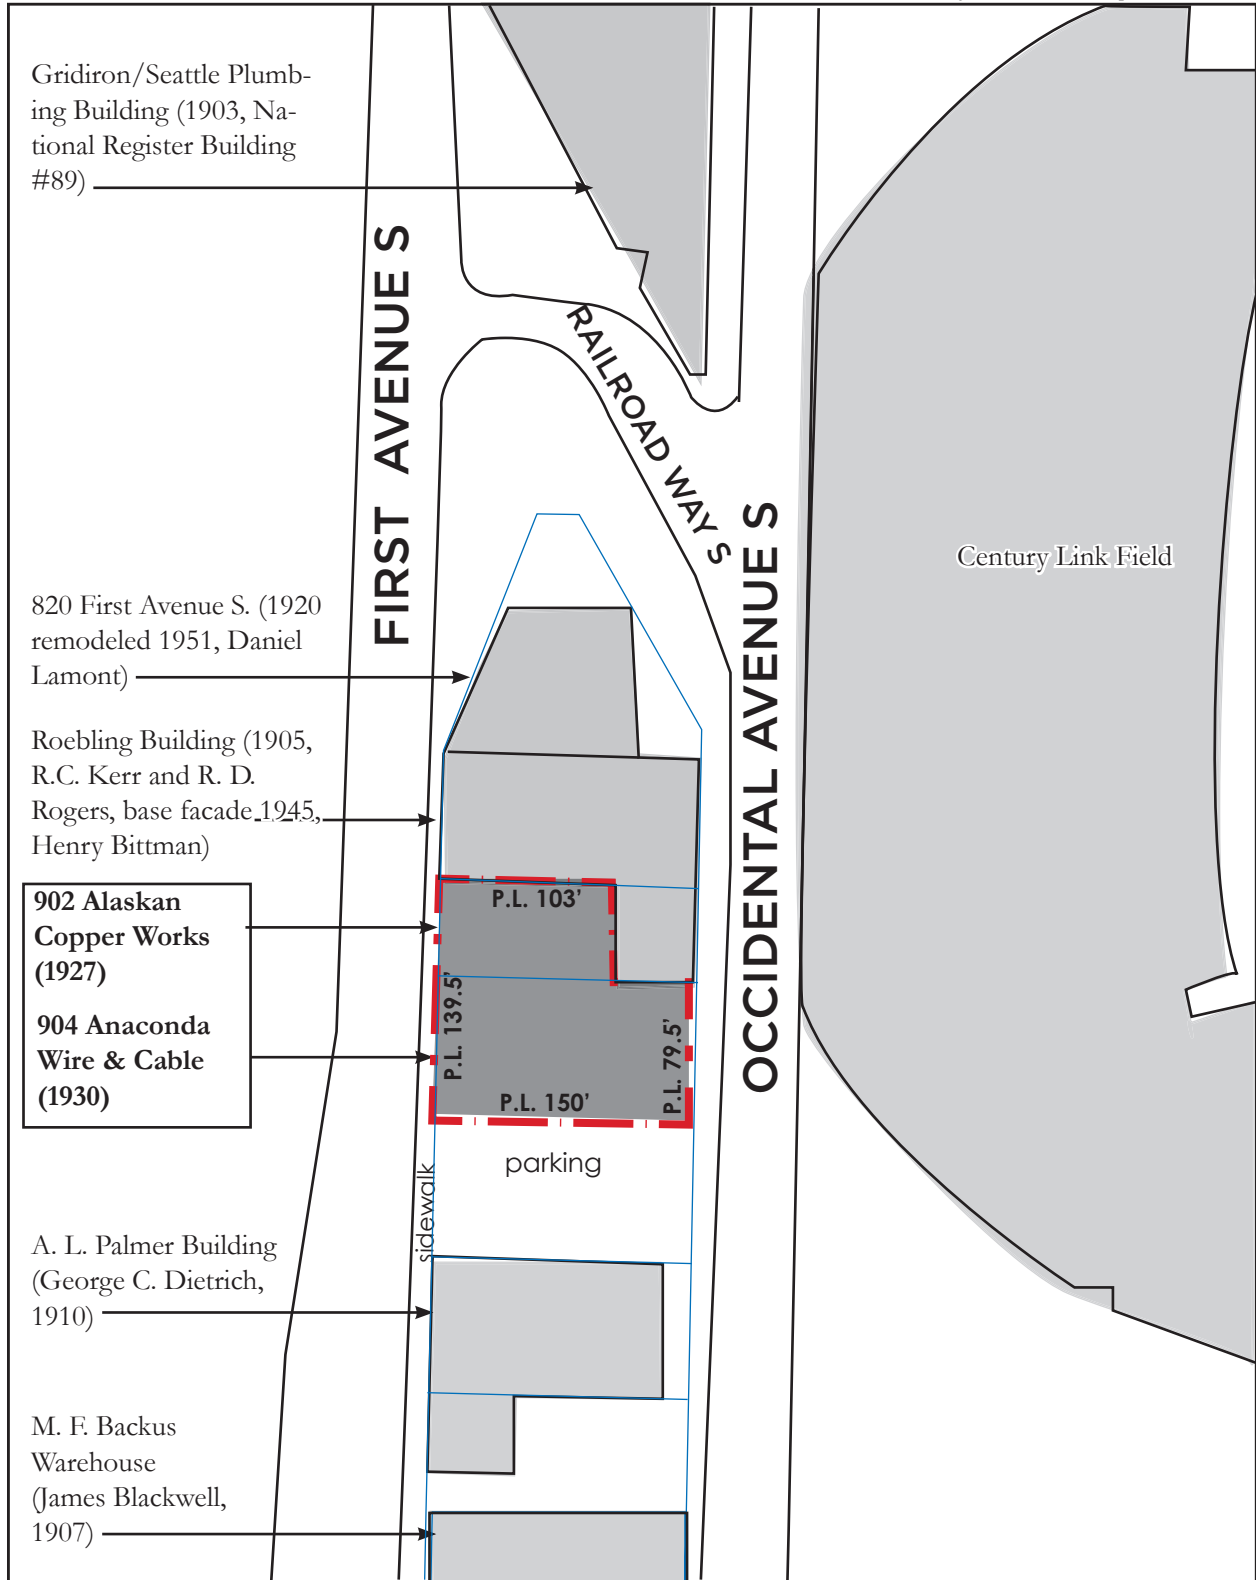 Gridiron/Seattle Plumb-
ing Building (1903, Na-
tional Register Building
#89)
FIRST AVENUE S
RAILROAD WAY S
OCCIDENTAL AVENUE S
Century Link Field
820 First Avenue S. (1920
remodeled 1951, Daniel
Lamont)
Roebling Building (1905,
R.C. Kerr and R. D.
Rogers, base facade 1945,
Henry Bittman)
902 Alaskan
Copper Works
(1927)
904 Anaconda
Wire & Cable
(1930)
P.L. 103’
P.L. 139.5’
P.L. 79.5’
P.L. 150’
parking
sidewalk
A. L. Palmer Building
(George C. Dietrich,
1910)
M. F. Backus
Warehouse
(James Blackwell,
1907)